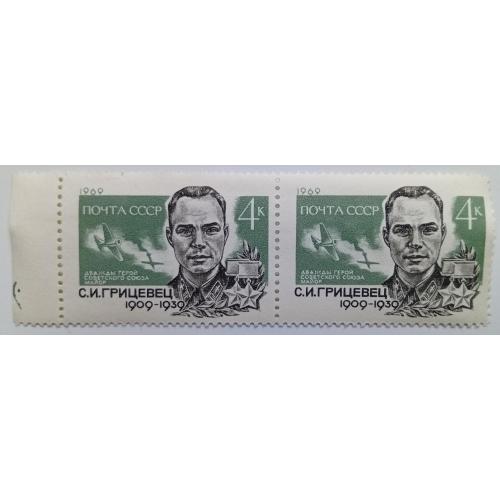 1969
ПОЧТА СССР
4к
ДВАЖДЫ ГЕРОЙ
СОВЕТСКОГО СОЮЗА
МАЙОР
С.И.ГРИЦЕВЕЦ
1909-1939
1969
ПОЧТА СССР
4к
ДВАЖДЫ ГЕРОЙ
СОВЕТСКОГО СОЮЗА
МАЙОР
С.И.ГРИЦЕВЕЦ
1909-1939